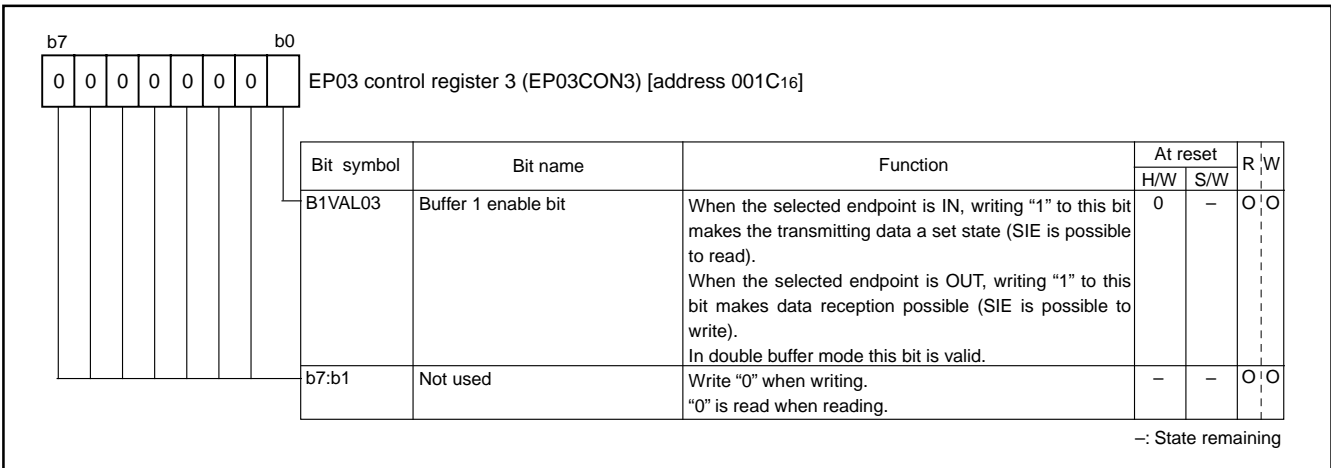 b7 b0
0 0 0 0 0 0 0
EP03 control register 3 (EP03CON3) [address 001C16]
Bit symbol Bit name Function At reset R W
H/W S/W
B1VAL03 Buffer 1 enable bit When the selected endpoint is IN, writing “1” to this bit 0 – O O
makes the transmitting data a set state (SIE is possible
to read).
When the selected endpoint is OUT, writing “1” to this
bit makes data reception possible (SIE is possible to
write).
In double buffer mode this bit is valid.
b7:b1 Not used Write “0” when writing. – – O O
“0” is read when reading.
–: State remaining